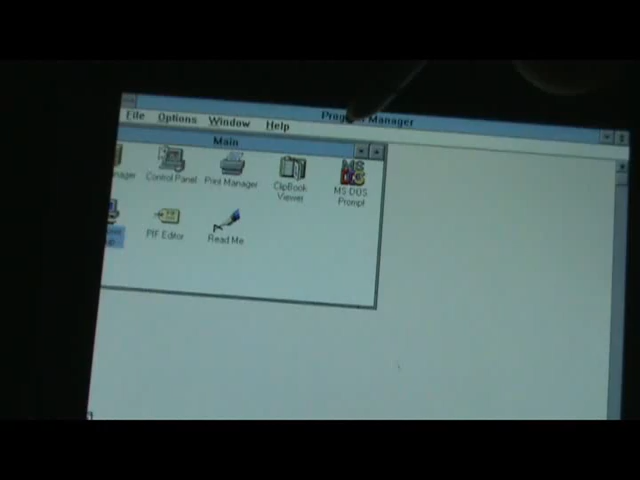 Program Manager
File Options Window Help
Main
Control Panel
Print Manager
ClipBook
Viewer
MS-DOS
Prompt
PIF Editor
Read Me